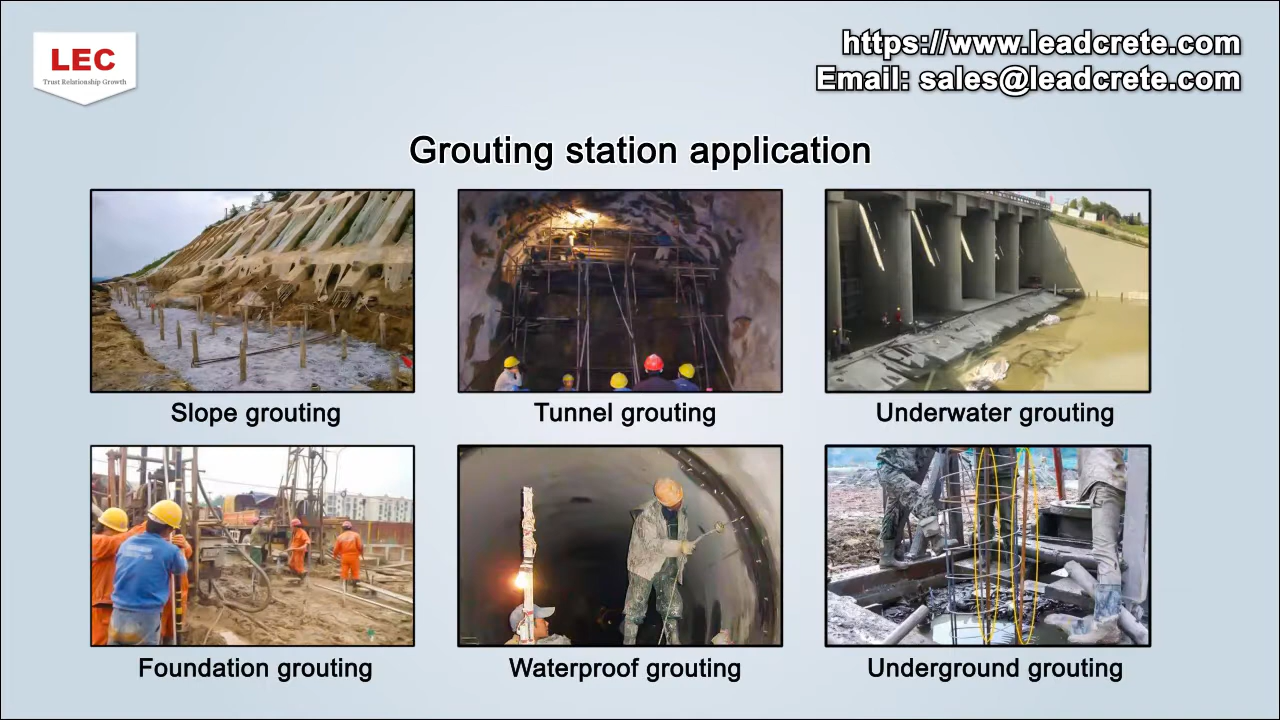 LEC
Trust Relationship Growth
https://www.leadcrete.com
Email: sales@leadcrete.com
Grouting station application
Slope grouting
Tunnel grouting
Underwater grouting
Foundation grouting
Waterproof grouting
Underground grouting